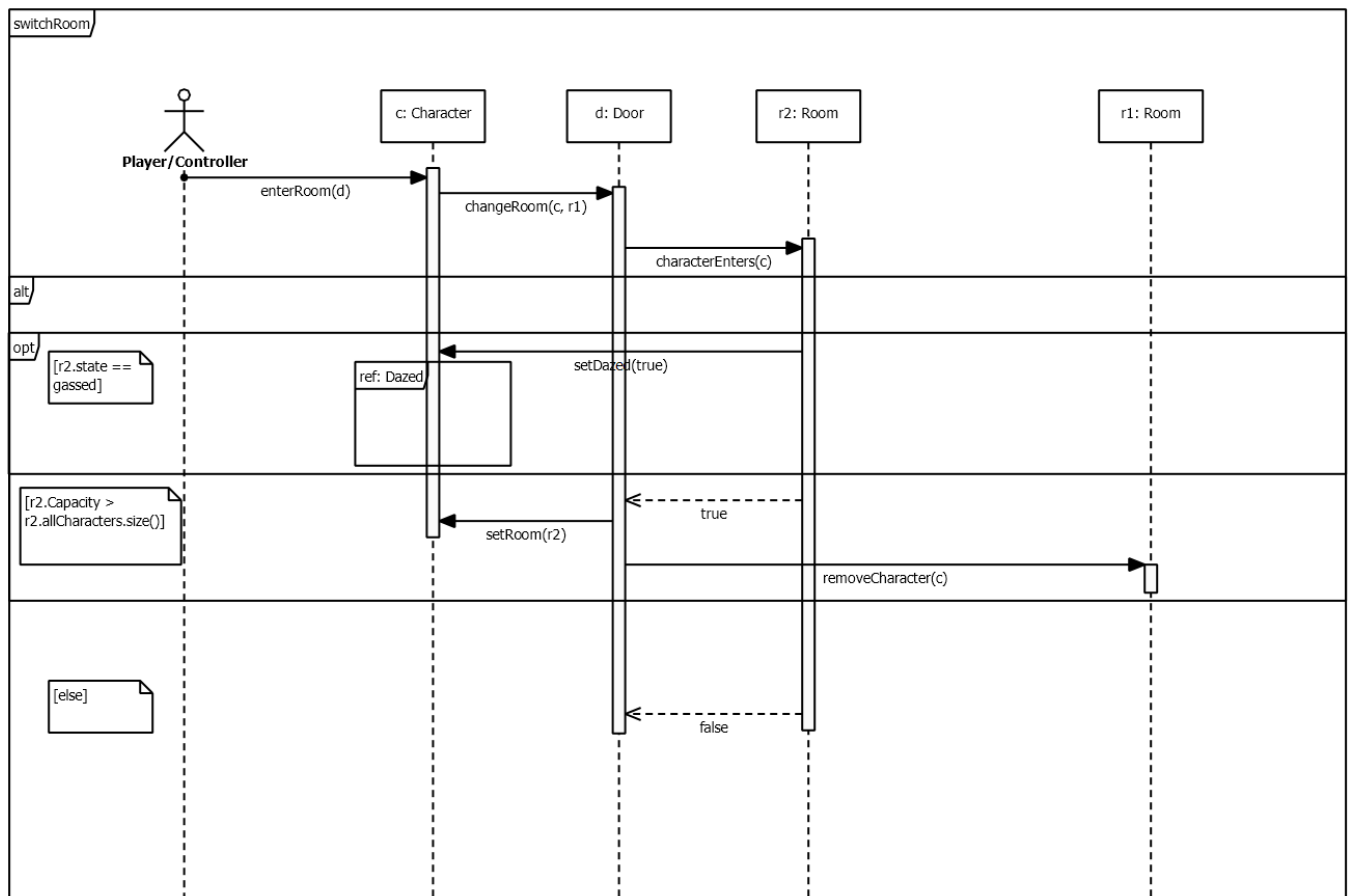 switchRoom
c: Character
d: Door
r2: Room
r1: Room
Player/Controller
enterRoom(d)
changeRoom(c, r1)
characterEnters(c)
alt
opt
[r2.state ==
gassed]
setDazed(true)
ref: Dazed
[r2.Capacity >
r2.allCharacters.size()]
true
setRoom(r2)
removeCharacter(c)
[else]
false